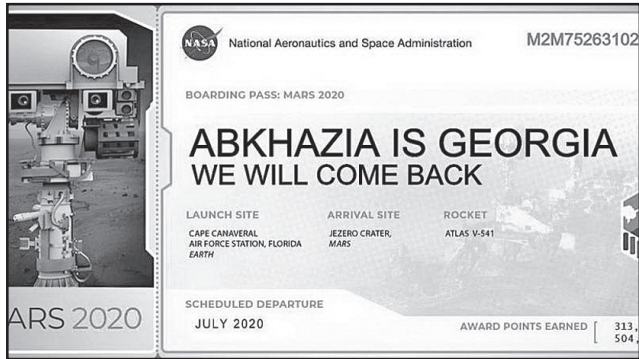 NASA
National Aeronautics and Space Administration
M2M75263102
BOARDING PASS: MARS 2020
ABKHAZIA IS GEORGIA
WE WILL COME BACK
LAUNCH SITE
CAPE CANAVERAL
AIR FORCE STATION, FLORIDA
EARTH
ARRIVAL SITE
JEZERO CRATER,
MARS
ROCKET
ATLAS V-541
SCHEDULED DEPARTURE
JULY 2020
ARS 2020
AWARD POINTS EARNED
313,
504,